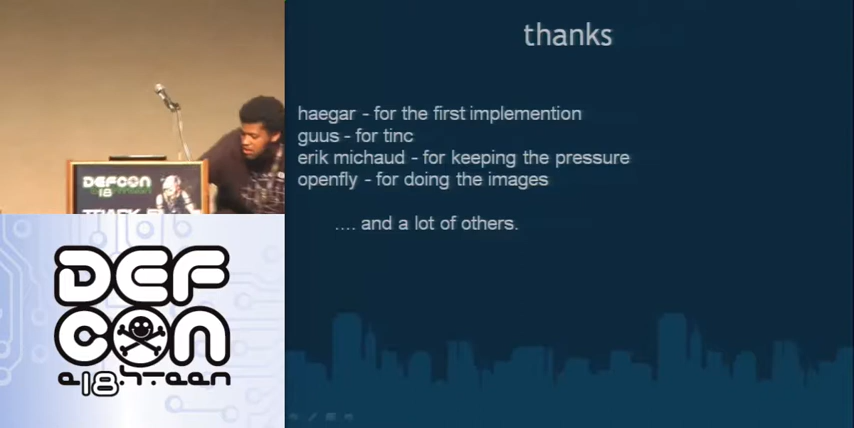 thanks
haegar - for the first implemention
guus - for tinc
erik michaud - for keeping the pressure
openfly - for doing the images
.... and a lot of others.
DEFCON
18
DEF
CON
e18hteen